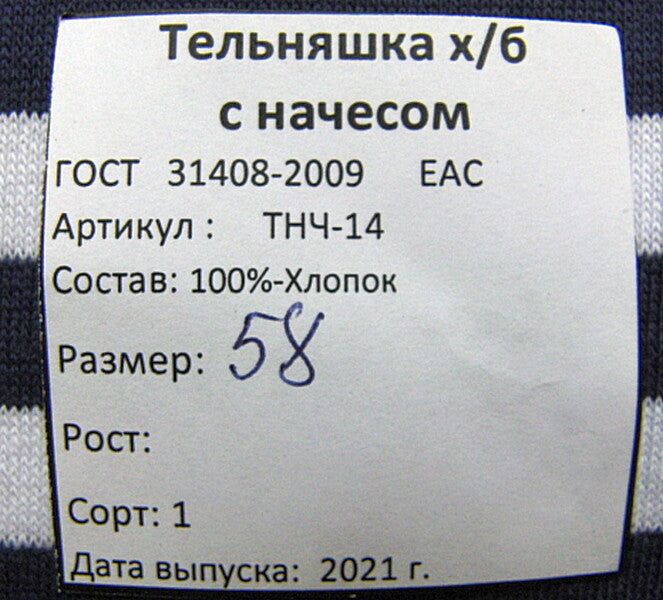 Тельняшка х/б
с начесом
ГОСТ 31408-2009 ЕАС
Артикул : ТНЧ-14
Состав: 100%-Хлопок
Размер: 58
Рост:
Сорт: 1
Дата выпуска: 2021 г.